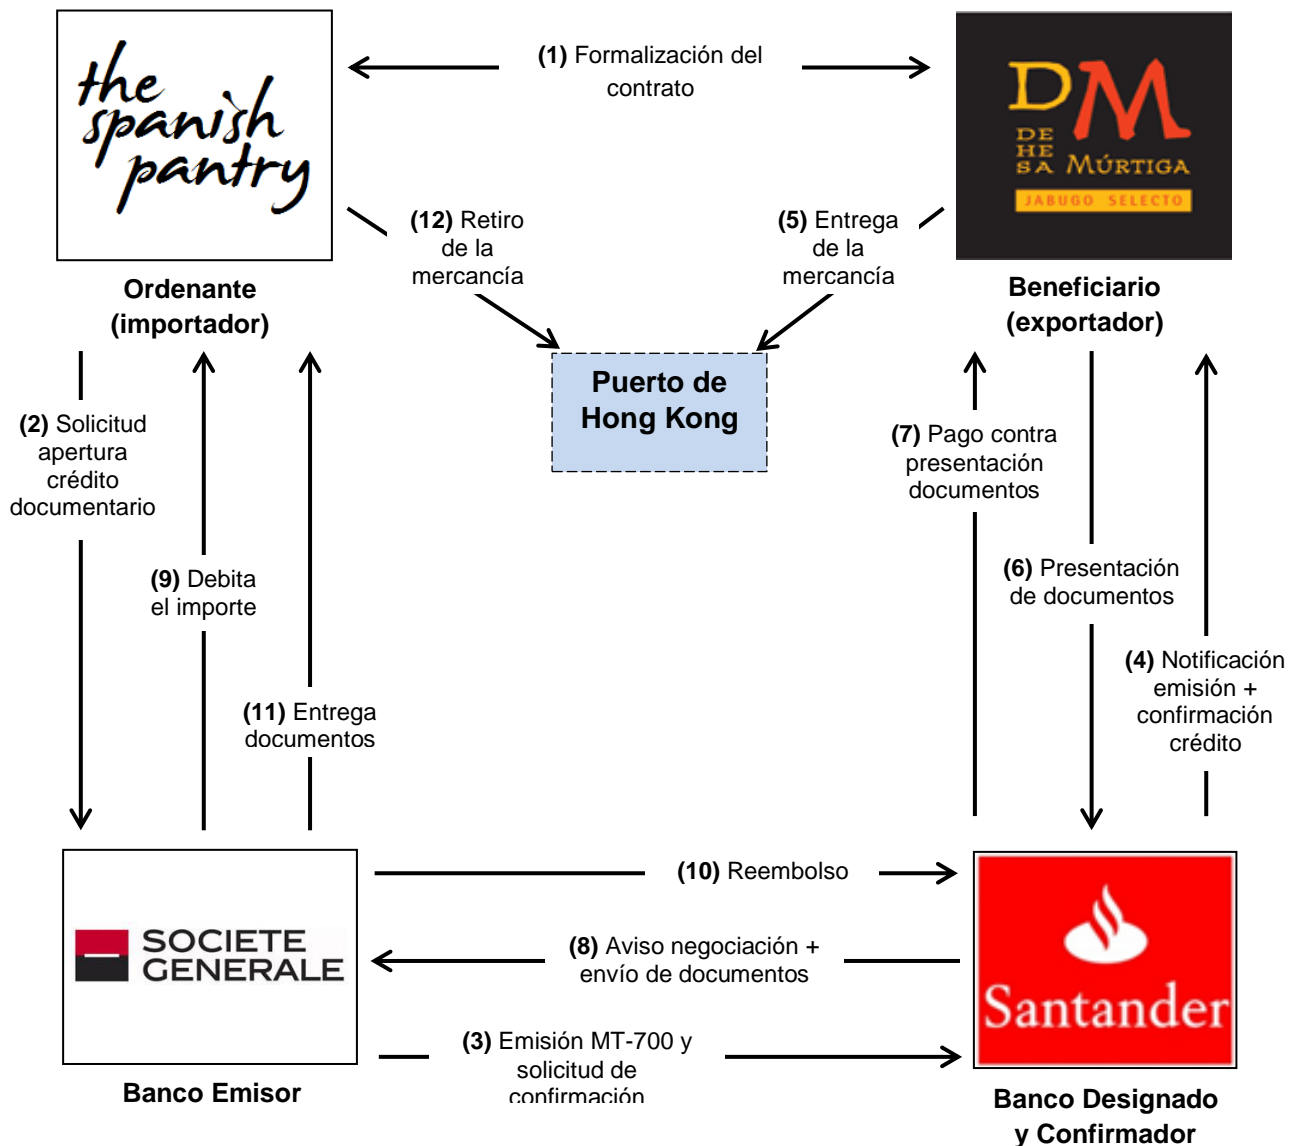 the
spanish
pantry
(1) Formalización del
contrato
DM
DE
HE
SA MÚRTIGA
JABUGO SELECTO
(12) Retiro
de la
mercancía
(5) Entrega
de la
mercancía
Ordenante
(importador)
Beneficiario
(exportador)
Puerto de
Hong Kong
(2) Solicitud
apertura
crédito
documentario
(7) Pago contra
presentación
documentos
(9) Debita
el importe
(6) Presentación
de documentos
(11) Entrega
documentos
(4) Notificación
emisión +
confirmación
crédito
(10) Reembolso
SOCIETE
GENERALE
(8) Aviso negociación +
envío de documentos
Santander
(3) Emisión MT-700 y
solicitud de
confirmación
Banco Emisor
Banco Designado
y Confirmador